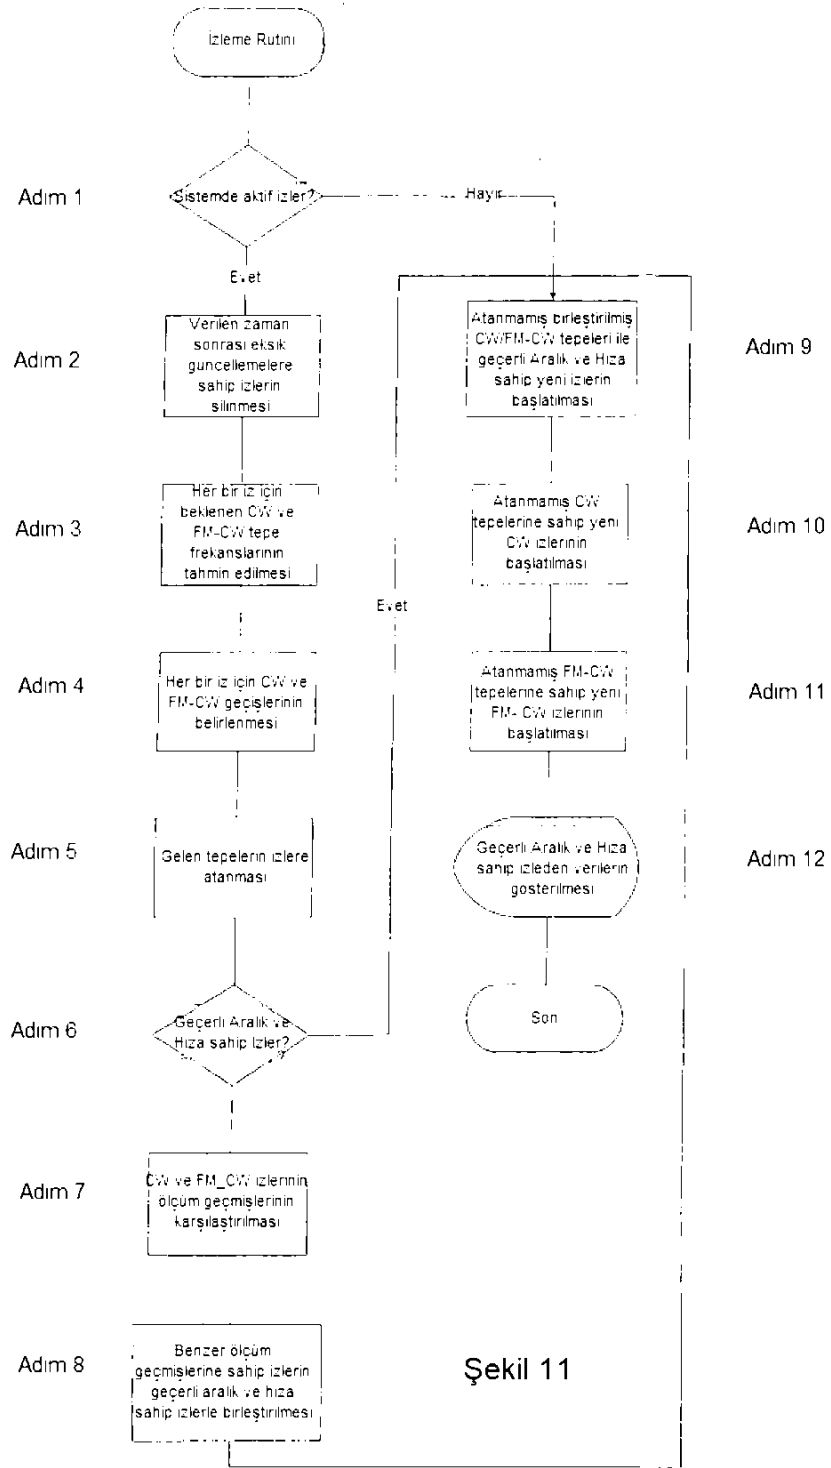 İzleme Rutini
Adım 1
Sistemde aktif izler?
Hayır
Evet
Adım 2
Verilen zaman
sonrası eksik
güncellemelere
sahip izlerin
silinmesi
Adım 3
Her bir iz için
beklenen CW ve
FM-CW tepe
frekanslarının
tahmin edilmesi
Adım 4
Her bir iz için CW ve
FM-CW geçişlerinin
belirlenmesi
Adım 5
Gelen tepelerin izlere
atanması
Adım 6
Geçerli Aralık ve
Hıza sahip İzler?
Evet
Adım 7
CW ve FM_CW izlerinin
ölçüm geçmişlerinin
karşılaştırılması
Adım 8
Benzer ölçüm
geçmişlerine sahip izlerin
geçerli aralık ve hıza
sahip izlerle birleştirilmesi
Atanmamış birleştirilmiş
CW/FM-CW tepeleri ile
geçerli Aralık ve Hıza
sahip yeni izlerin
başlatılması
Adım 9
Atanmamış CW
tepelerine sahip yeni
CW izlerinin
başlatılması
Adım 10
Atanmamış FM-CW
tepelerine sahip yeni
FM- CW izlerinin
başlatılması
Adım 11
Geçerli Aralık ve Hıza
sahip izleden verilerin
gösterilmesi
Adım 12
Son
Şekil 11